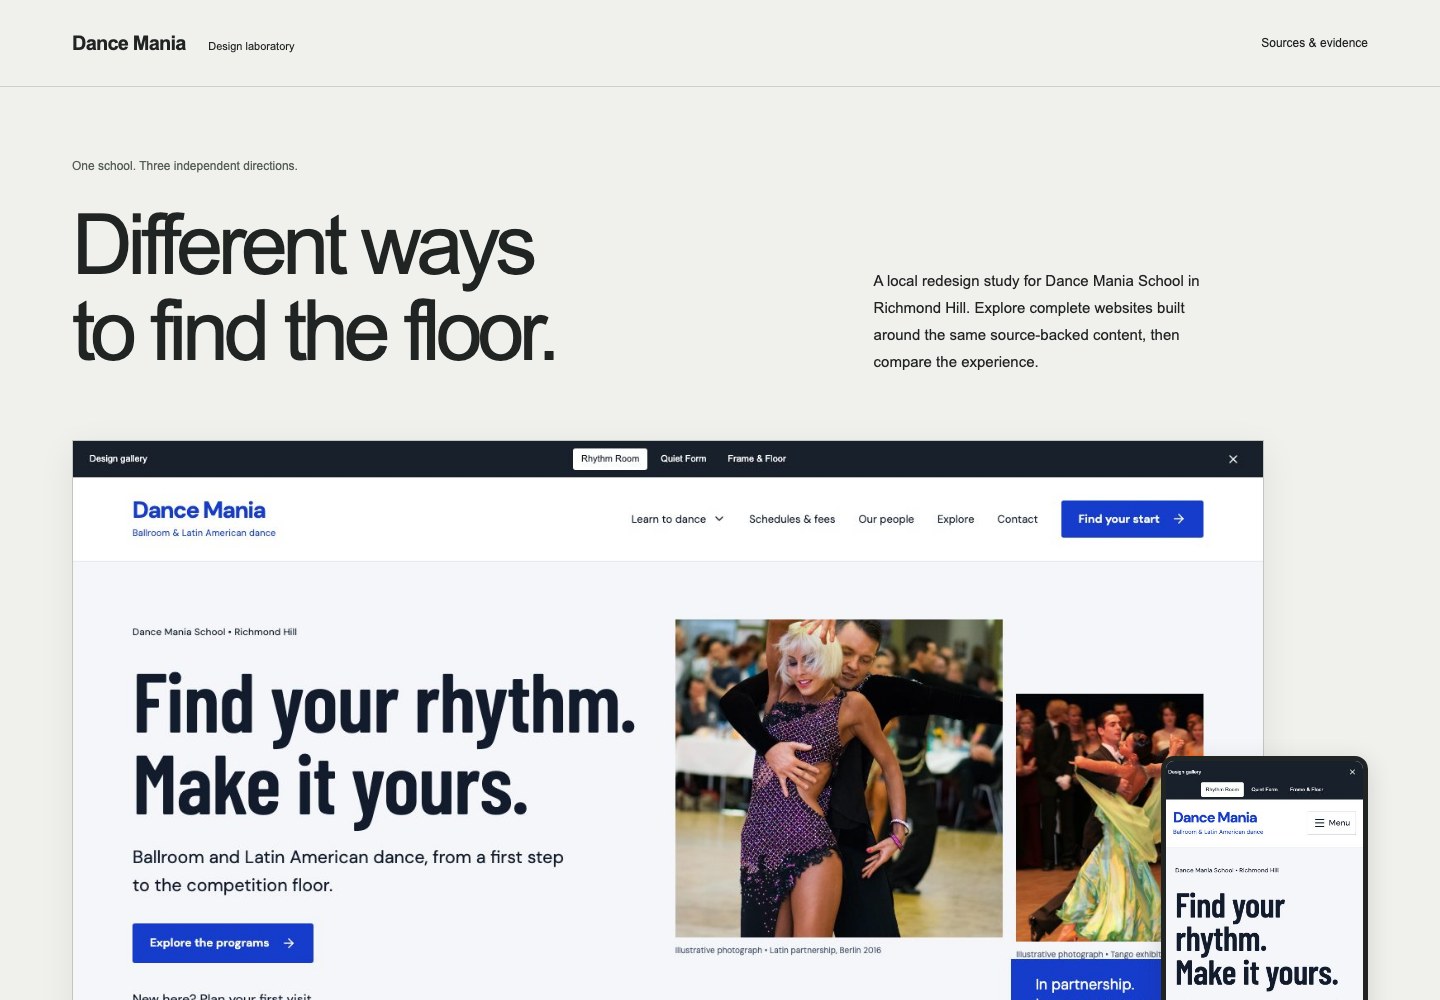 Dance Mania
Design laboratory
Sources & evidence
One school. Three independent directions.
Different ways
to find the floor.
A local redesign study for Dance Mania School in
Richmond Hill. Explore complete websites built
around the same source-backed content, then
compare the experience.
Design gallery
Rhythm Room
Quiet Form
Frame & Floor
Dance Mania
Ballroom & Latin American dance
Learn to dance
Schedules & fees
Our people
Explore
Contact
Find your start
Dance Mania School • Richmond Hill
Find your rhythm.
Make it yours.
Ballroom and Latin American dance, from a first step
to the competition floor.
Explore the programs
New here? Plan your first visit
Illustrative photograph • Latin partnership, Berlin 2016
Illustrative photograph • Tango exhibit
In partnership.
Design gallery
Rhythm Room
Quiet Form
Frame & Floor
Dance Mania
Ballroom & Latin American dance
Menu
Dance Mania School • Richmond Hill
Find your
rhythm.
Make it yours.